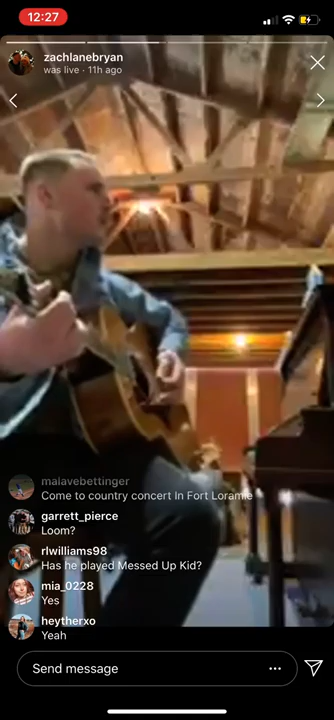 12:27
zachlanebryan
was live · 11h ago
malavebettinger
Come to country concert In Fort Loramie
garrett_pierce
Loom?
rlwilliams98
Has he played Messed Up Kid?
mia_0228
Yes
heytherxo
Yeah
Send message